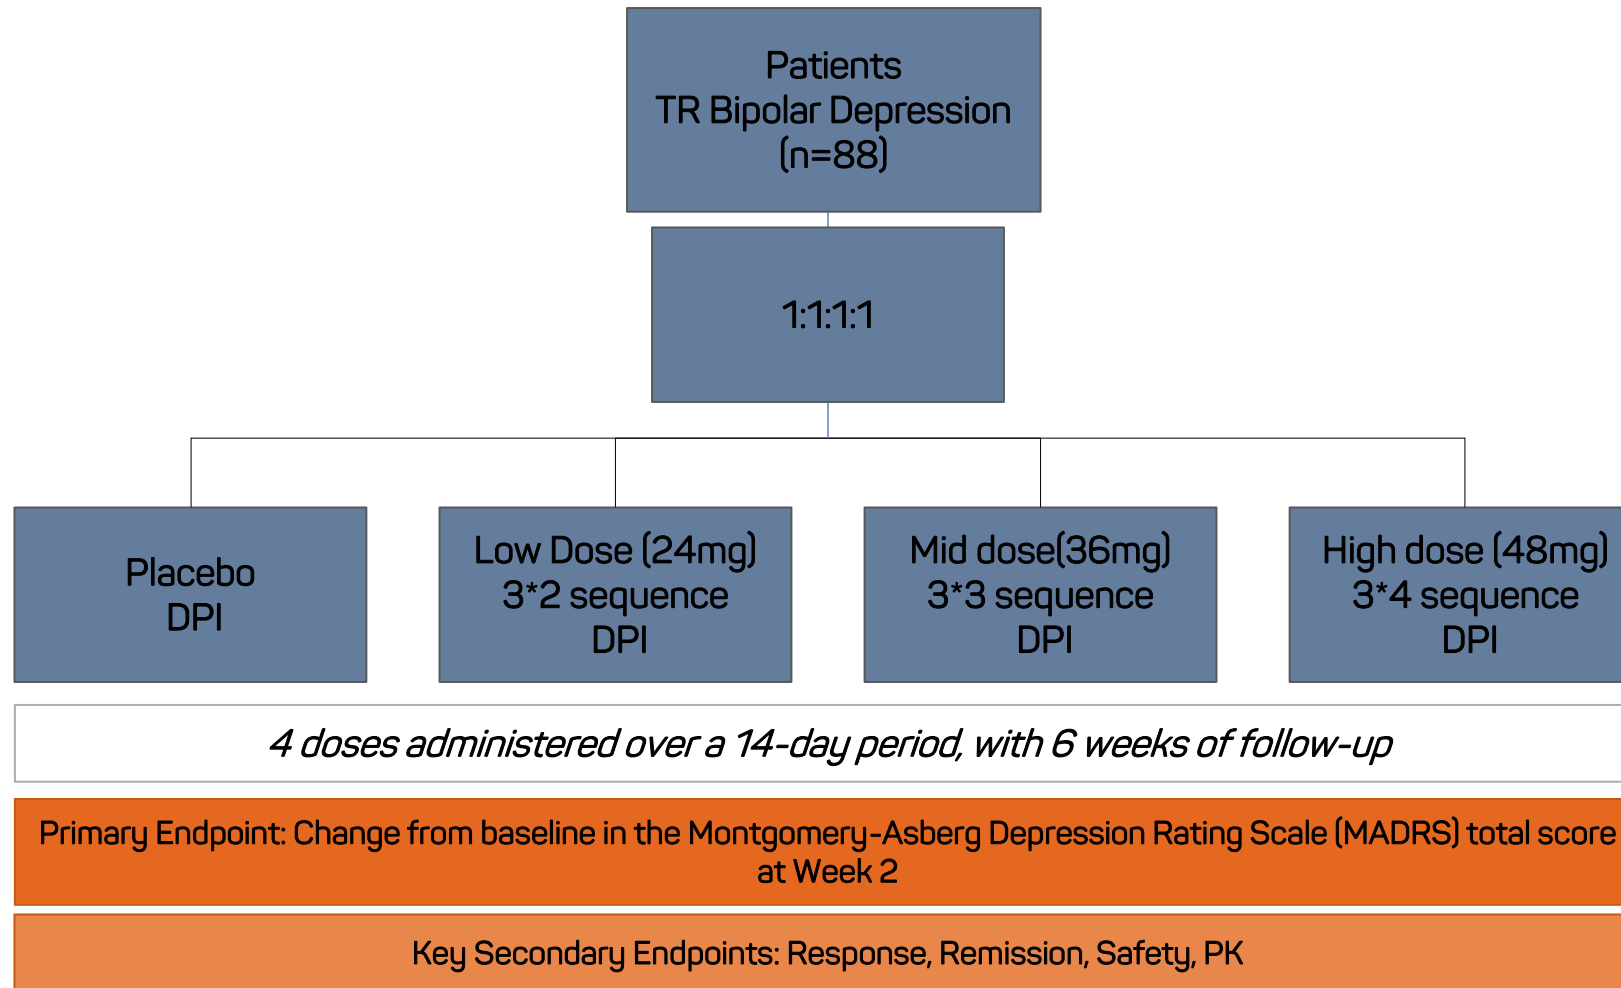 Patients
TR Bipolar Depression
(n=88)
1:1:1:1
Placebo
DPI
Low Dose (24mg)
3*2 sequence
DPI
Mid dose(36mg)
3*3 sequence
DPI
High dose (48mg)
3*4 sequence
DPI
4 doses administered over a 14-day period, with 6 weeks of follow-up
Primary Endpoint: Change from baseline in the Montgomery-Asberg Depression Rating Scale (MADRS) total score
at Week 2
Key Secondary Endpoints: Response, Remission, Safety, PK